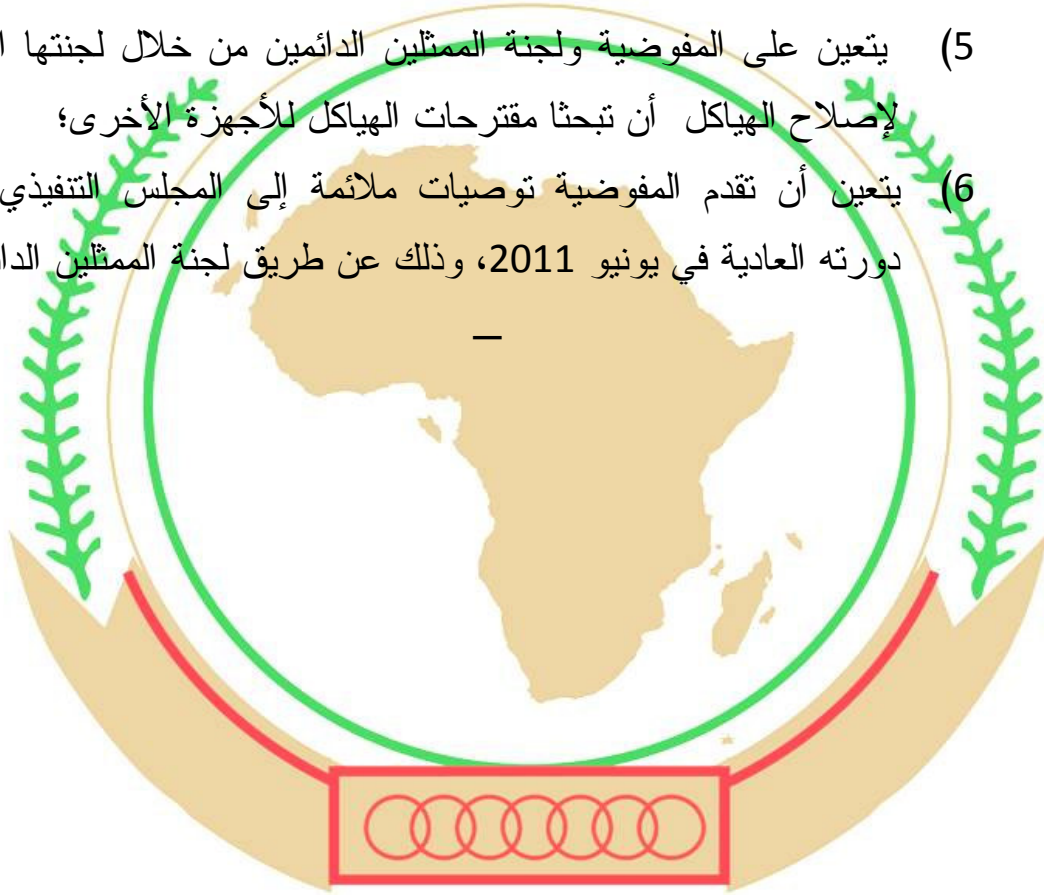 5) يتعين على المفوضية ولجنة الممثلين الدائمين من خلال لجنتها
لإصلاح الهياكل أن تبحثا مقترحات الهياكل للأجهزة الأخرى؛
6) يتعين أن تقدم المفوضية توصيات ملائمة إلى المجلس التنفيذي
دورته العادية في يونيو 2011، وذلك عن طريق لجنة الممثلين